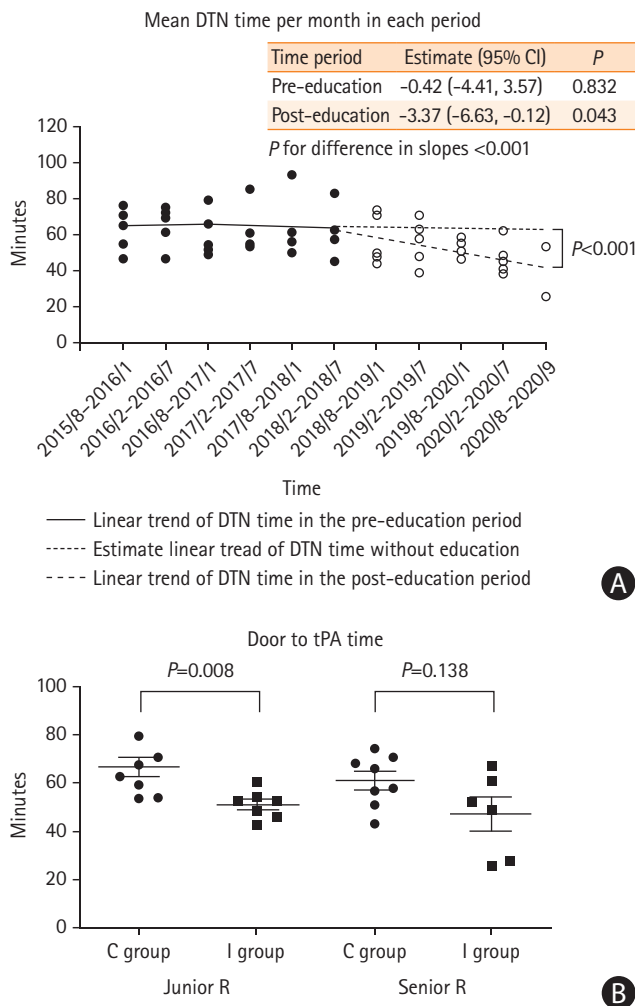 Mean DTN time per month in each period
Time period Estimate (95% CI) P
Pre-education -0.42 (-4.41, 3.57) 0.832
Post-education -3.37 (-6.63, -0.12) 0.043
P for difference in slopes <0.001
120
100
80
60
40
20
0
Minutes
P<0.001
2015/8–2016/1
2016/2–2016/7
2016/8–2017/1
2017/2–2017/7
2017/8–2018/1
2018/2–2018/7
2018/8–2019/1
2019/2–2019/7
2019/8–2020/1
2020/2–2020/7
2020/8–2020/9
Time
Linear trend of DTN time in the pre-education period
Estimate linear tread of DTN time without education
Linear trend of DTN time in the post-education period
A
Door to tPA time
P=0.008 P=0.138
100
80
60
40
20
0
Minutes
C group I group C group I group
Junior R Senior R
B